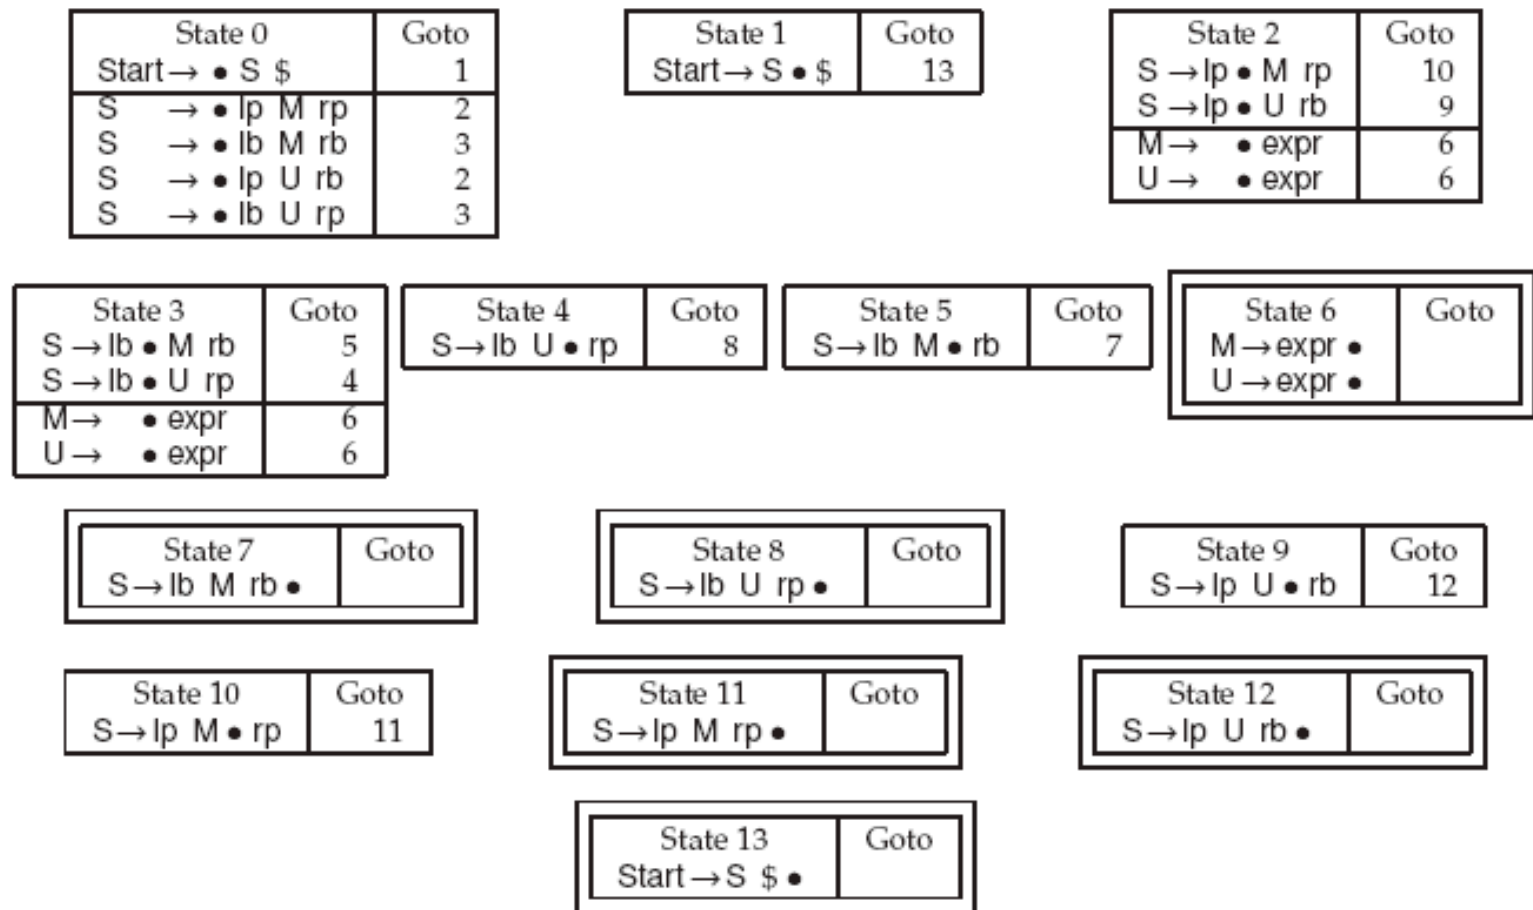 State 0 Goto
Start → • S $ 1
S → • lp M rp 2
S → • lb M rb 3
S → • lp U rb 2
S → • lb U rp 3
State 1 Goto
Start → S • $ 13
State 2 Goto
S → lp • M rp 10
S → lp • U rb 9
M → • expr 6
U → • expr 6
State 3 Goto
S → lb • M rb 5
S → lb • U rp 4
M → • expr 6
U → • expr 6
State 4 Goto
S → lb U • rp 8
State 5 Goto
S → lb M • rb 7
State 6 Goto
M → expr •
U → expr •
State 7 Goto
S → lb M rb •
State 8 Goto
S → lb U rp •
State 9 Goto
S → lp U • rb 12
State 10 Goto
S → lp M • rp 11
State 11 Goto
S → lp M rp •
State 12 Goto
S → lp U rb •
State 13 Goto
Start → S $ •